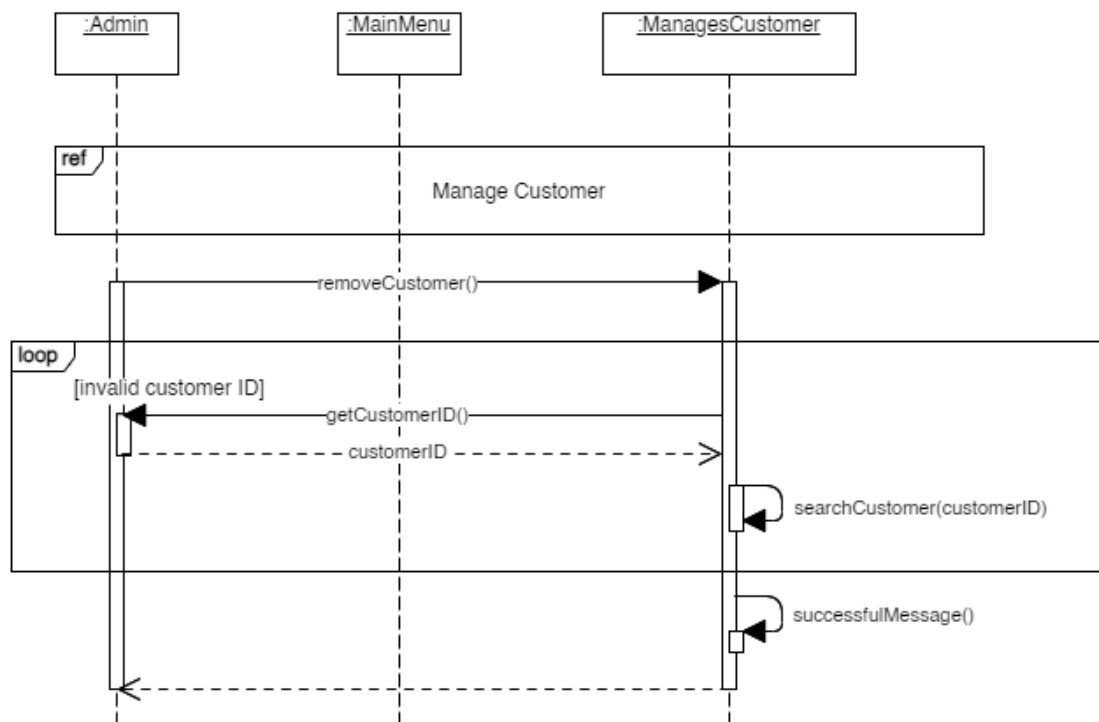 :Admin
:MainMenu
:ManagesCustomer
ref
Manage Customer
removeCustomer()
loop
[invalid customer ID]
getCustomerID()
customerID
searchCustomer(customerID)
successfulMessage()